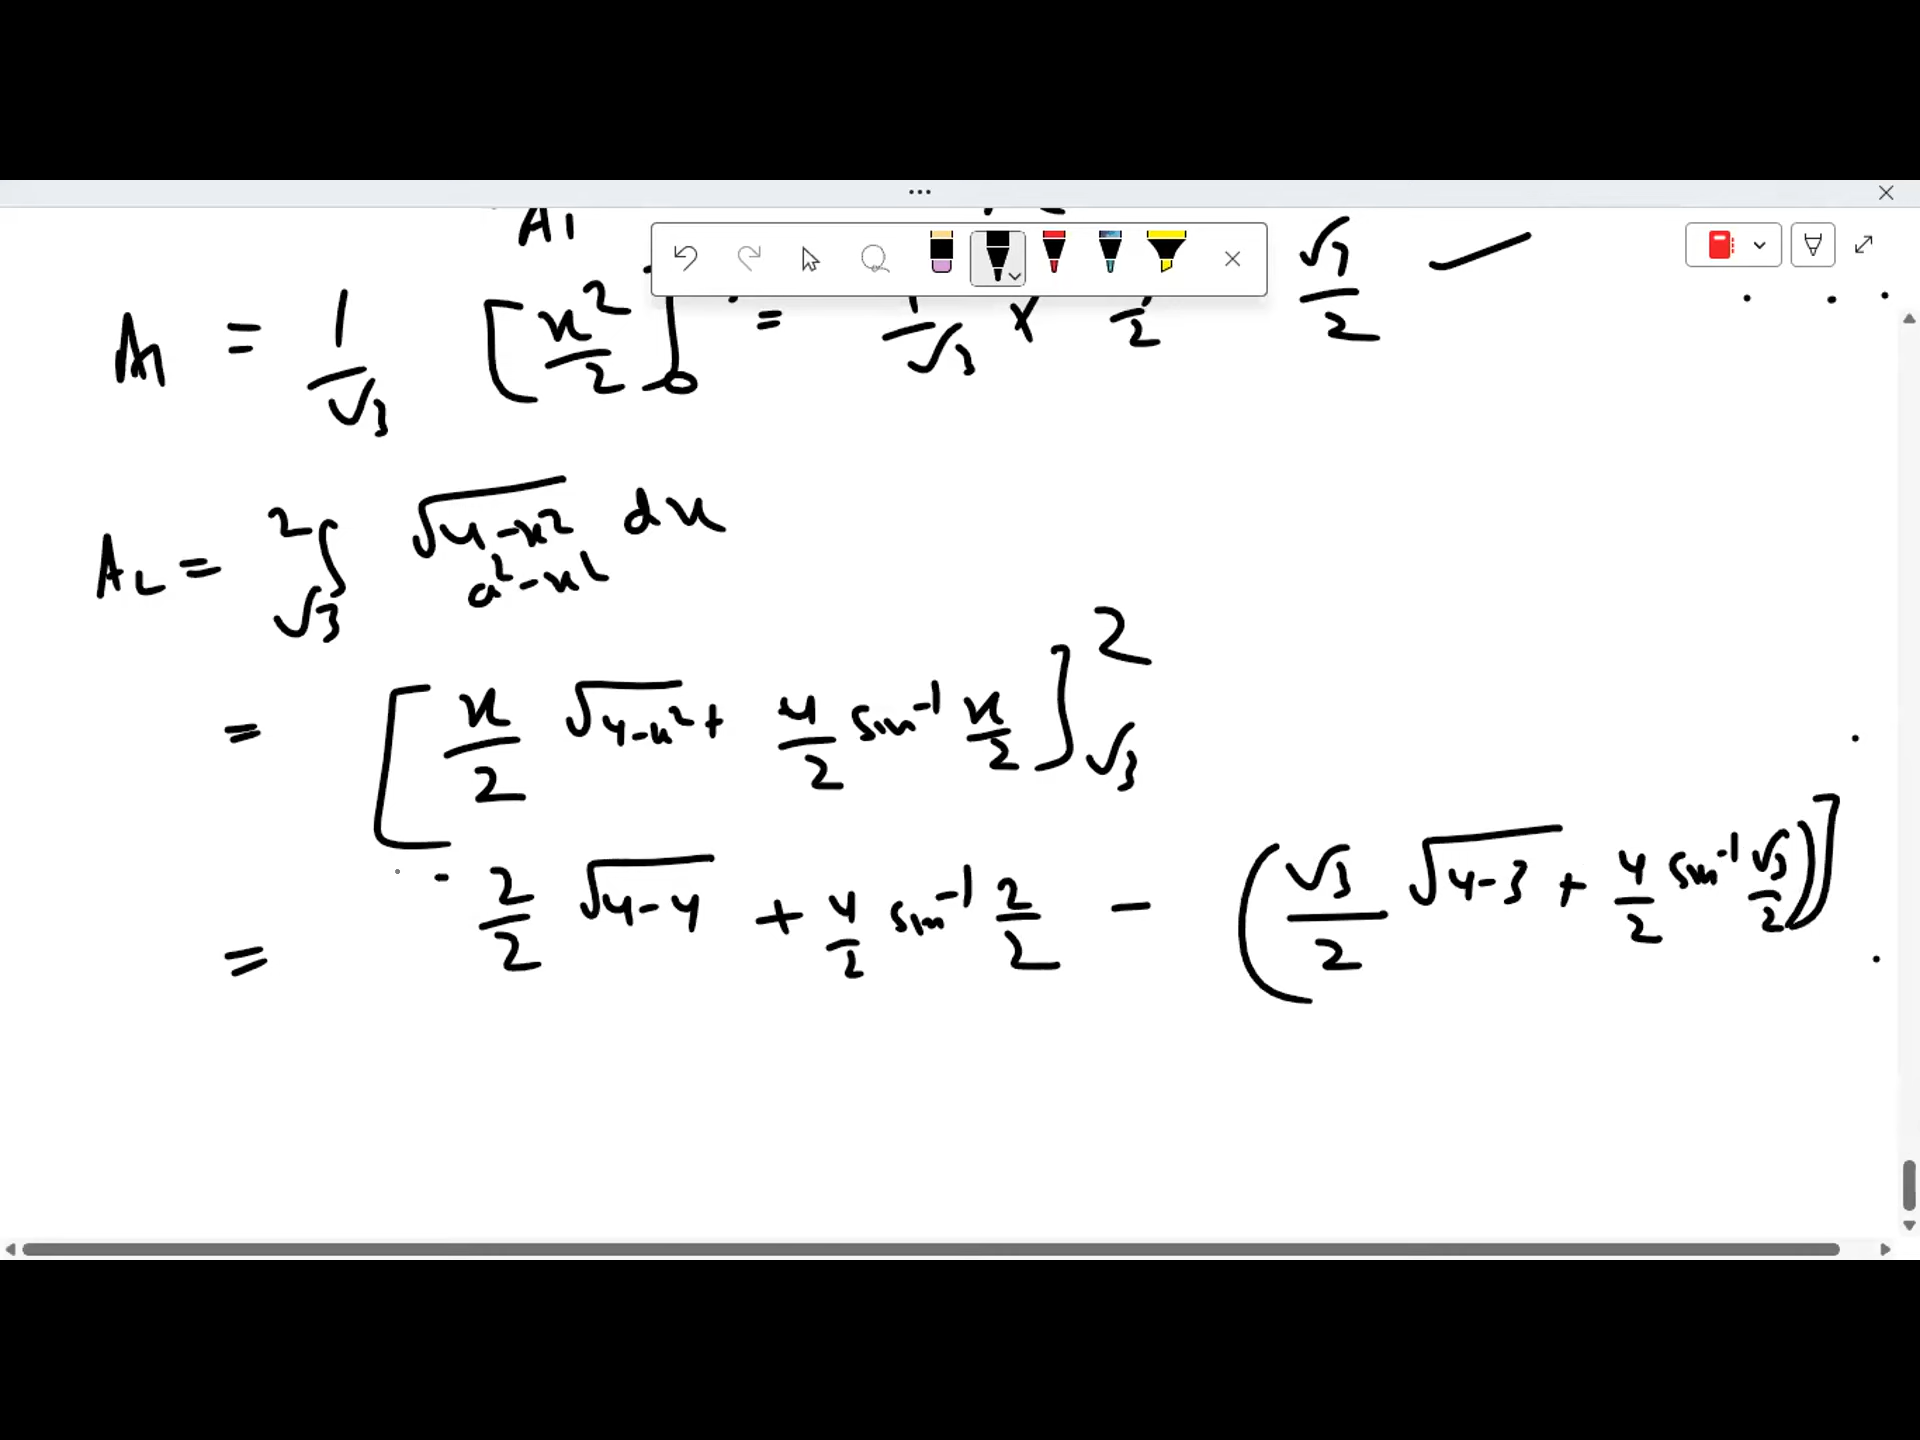 A1
A1 = 1/√3 [x²/2]₀ = 1/√3 × /2 √3/2
A2 = ²∫√3 √4-x² dx
a²-x²
= [x/2 √4-x² + 4/2 sin⁻¹ x/2]²√3
= 2/2 √4-4 + 4/2 sin⁻¹ 2/2 - (√3/2 √4-3 + 4/2 sin⁻¹ √3/2)]